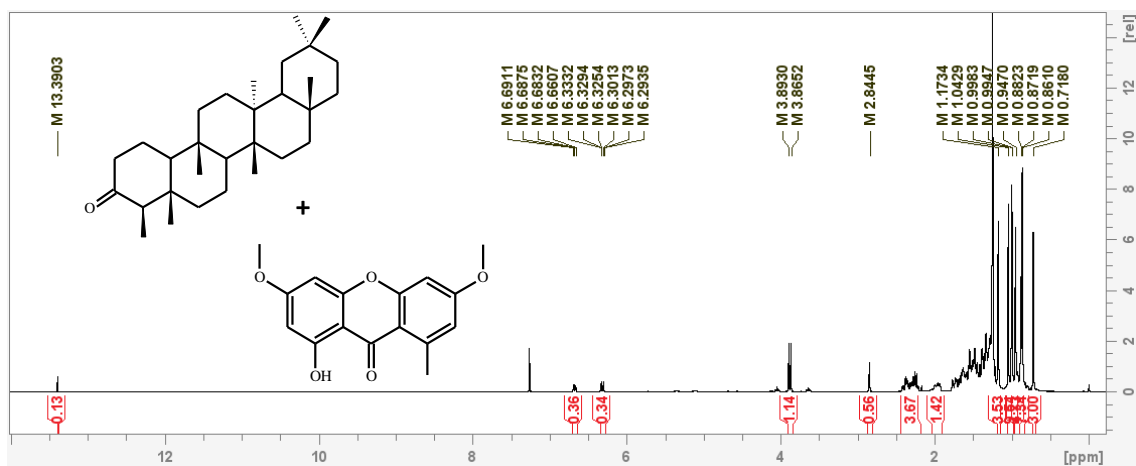 M 13.3903
M 6.6911
M 6.6875
M 6.6832
M 6.6607
M 6.3332
M 6.3294
M 6.3254
M 6.3013
M 6.2973
M 6.2935
M 3.8930
M 3.8652
M 2.8445
M 1.1734
M 1.0429
M 0.9983
M 0.9947
M 0.9470
M 0.8823
M 0.8719
M 0.8610
M 0.7180
[rel]
12
10
8
6
4
2
0
O
+
O
O
O
OH
O
0.13
0.36
0.34
1.14
0.56
3.67
1.42
3.53
3.00
12
10
8
6
4
2
[ppm]